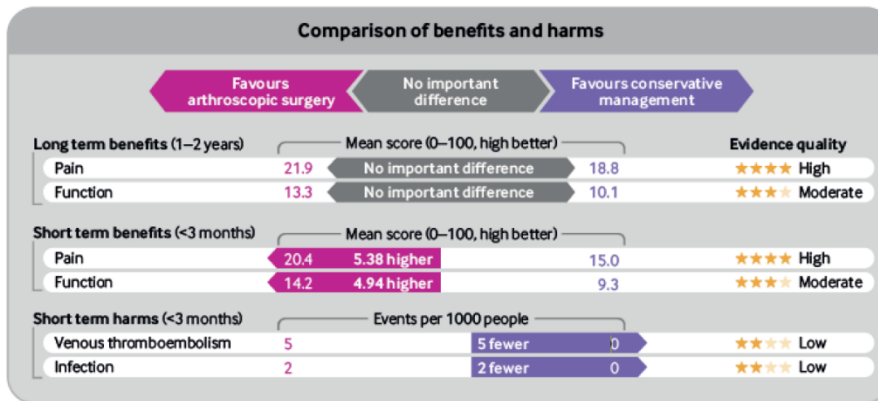 Comparison of benefits and harms
Favours arthroscopic surgery
No important difference
Favours conservative management
Long term benefits (1–2 years) Mean score (0–100, high better) Evidence quality
Pain 21.9 No important difference 18.8 High
Function 13.3 No important difference 10.1 Moderate
Short term benefits (<3 months) Mean score (0–100, high better)
Pain 20.4 5.38 higher 15.0 High
Function 14.2 4.94 higher 9.3 Moderate
Short term harms (<3 months) Events per 1000 people
Venous thromboembolism 5 5 fewer 0 Low
Infection 2 2 fewer 0 Low